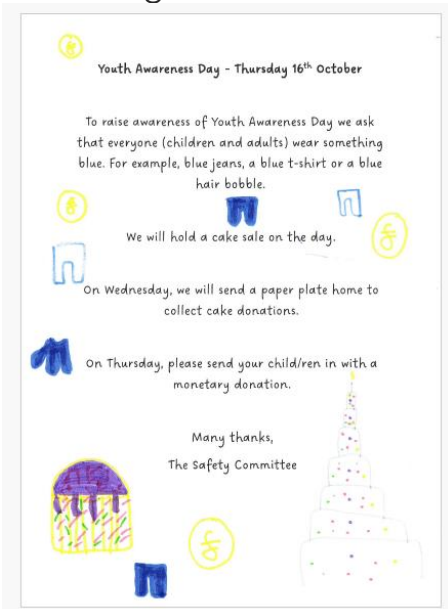 Youth Awareness Day - Thursday 16th October
To raise awareness of Youth Awareness Day we ask
that everyone (children and adults) wear something
blue. For example, blue jeans, a blue t-shirt or a blue
hair bobble.
We will hold a cake sale on the day.
On Wednesday, we will send a paper plate home to
collect cake donations.
On Thursday, please send your child/ren in with a
monetary donation.
Many thanks,
The Safety Committee